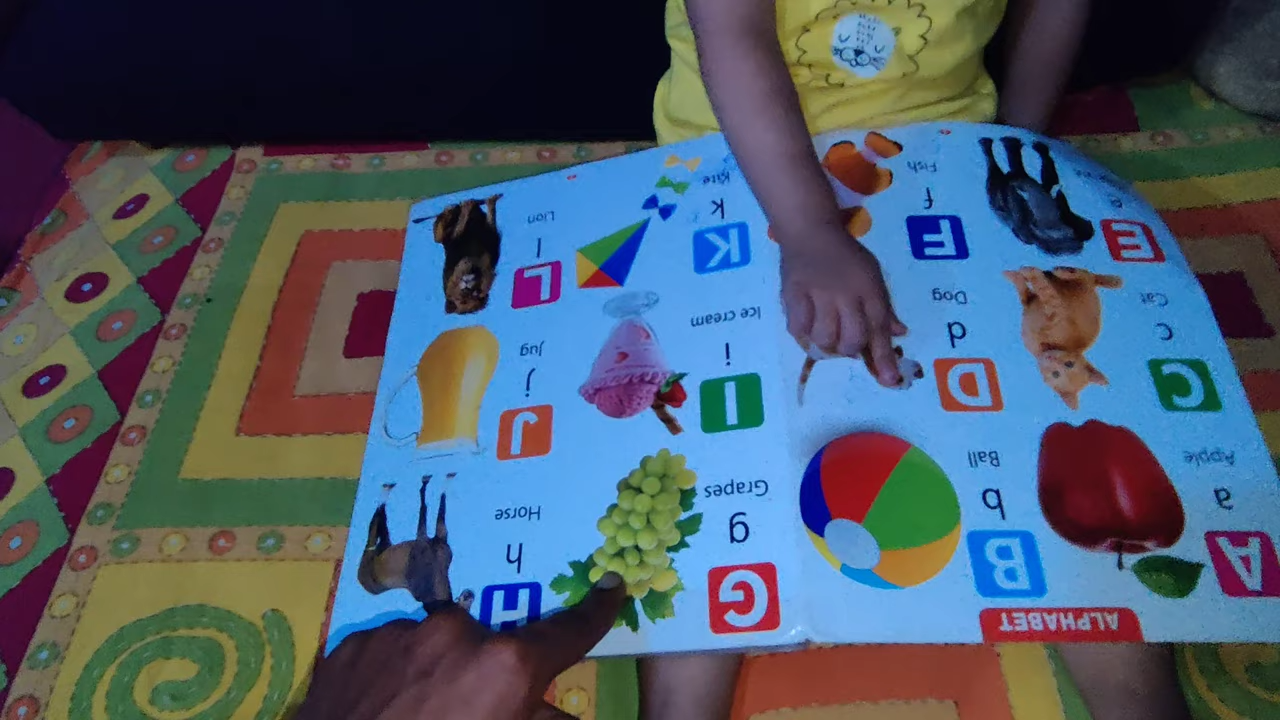 ALPHABET
A
a
Apple
B
b
Ball
C
c
Cat
D
d
Dog
E
e
F
f
Fish
G
g
Grapes
H
h
Horse
I
i
Ice cream
J
j
Jug
K
k
Kite
L
l
Lion